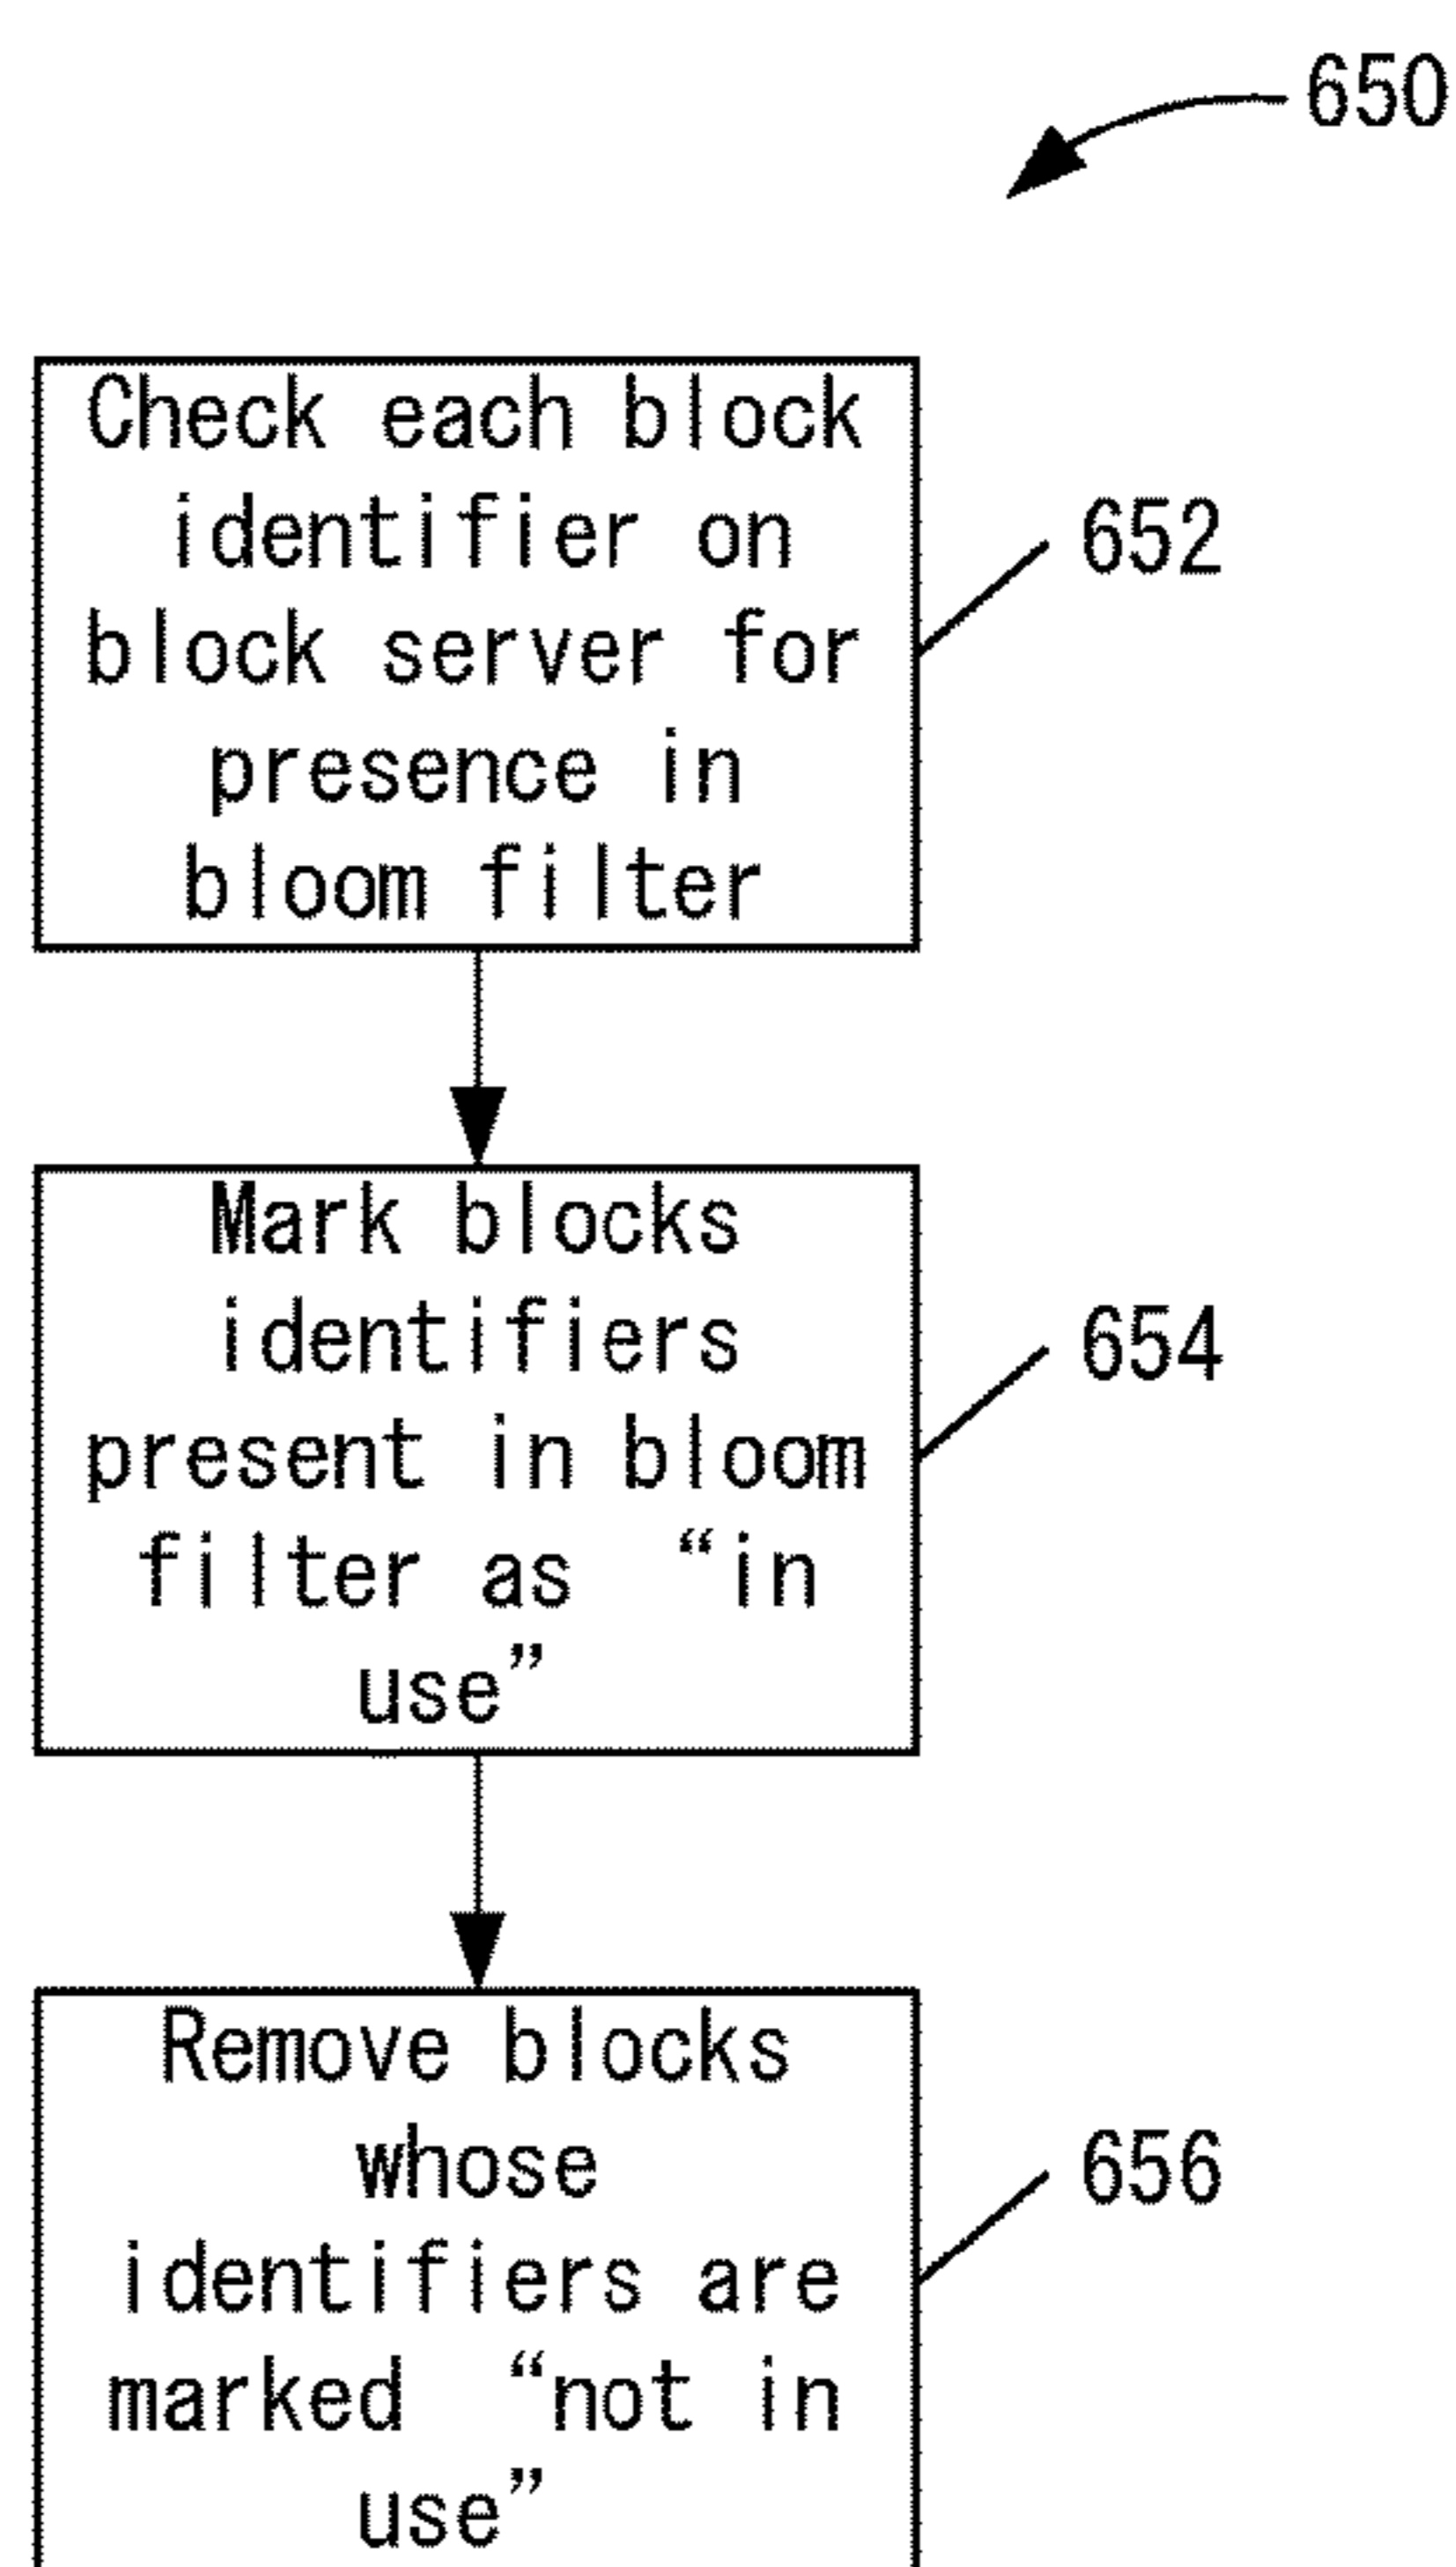 650
Check each block
identifier on
block server for
presence in
bloom filter
652
Mark blocks
identifiers
present in bloom
filter as “in
use”
654
Remove blocks
whose
identifiers are
marked “not in
use”
656